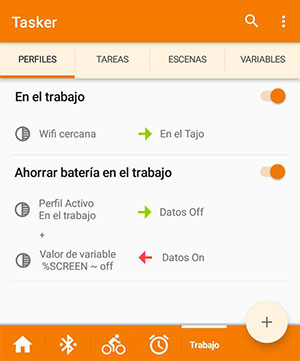 Tasker
PERFILES TAREAS ESCENAS VARIABLES
En el trabajo
Wifi cercana En el Tajo
Ahorrar batería en el trabajo
Perfil Activo
En el trabajo
Datos Off
+
Valor de variable
%SCREEN ~ off
Datos On
+
Trabajo